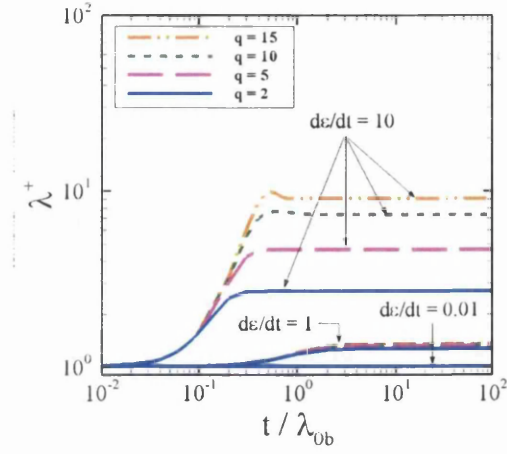 10²
q = 15
q = 10
q = 5
q = 2
dε/dt = 10
λ⁺
10¹
dε/dt = 1
dε/dt = 0.01
10⁰
10⁻² 10⁻¹ 10⁰ 10¹ 10²
t / λ₀b